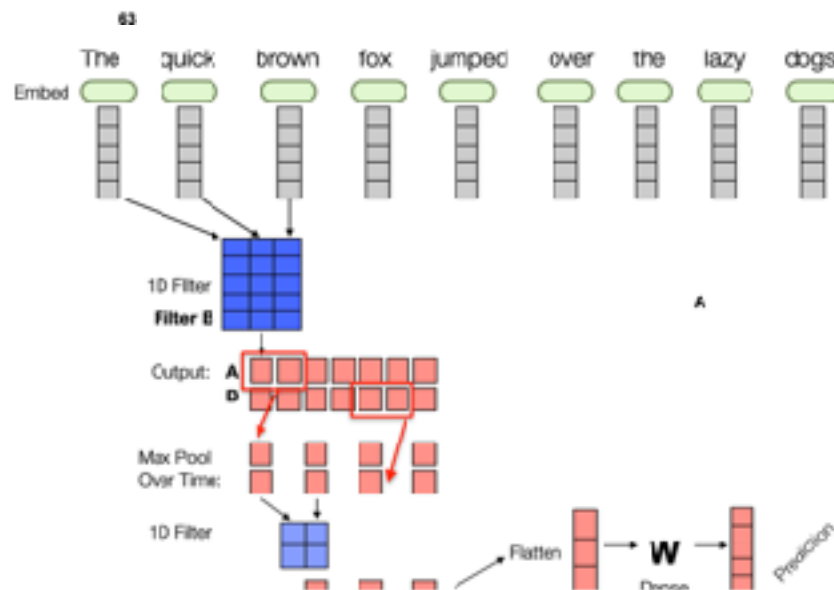 63
The quick brown fox jumped over the lazy dogs
Embed
1D Filter
A
Filter B
Output: A
Max Pool
Over Time:
1D Filter
Flatten
W
Prediction